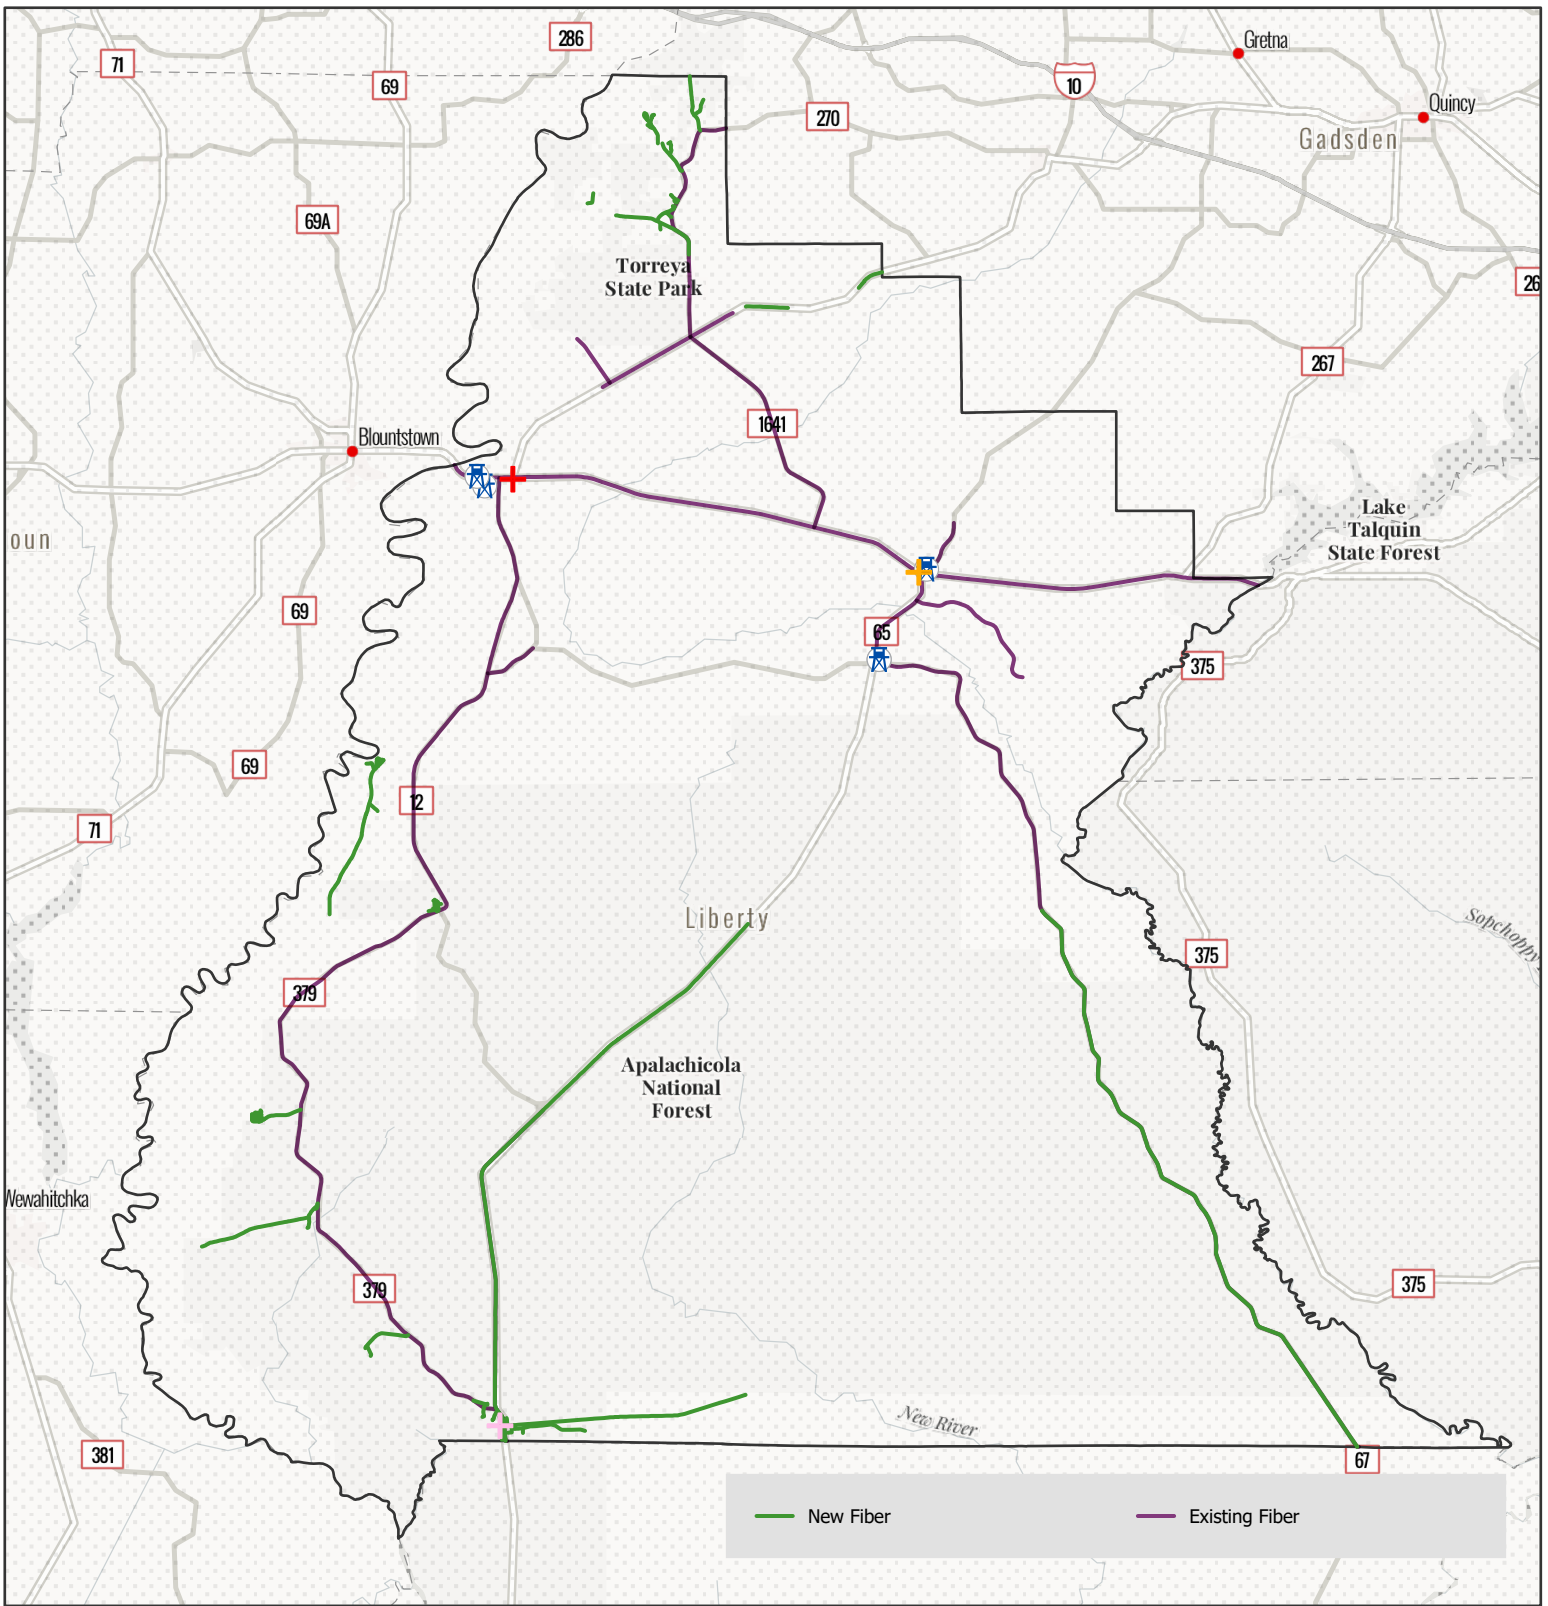 286
Gretna
71
69
10
Quincy
270
Gadsden
69A
Torreya
State Park
26
267
1641
Blountstown
Lake
Talquin
State Forest
oun
69
65
375
69
12
71
Liberty
Sopchoppy
375
379
Apalachicola
National
Forest
Wewahitchka
379
375
New River
381
67
New Fiber
Existing Fiber